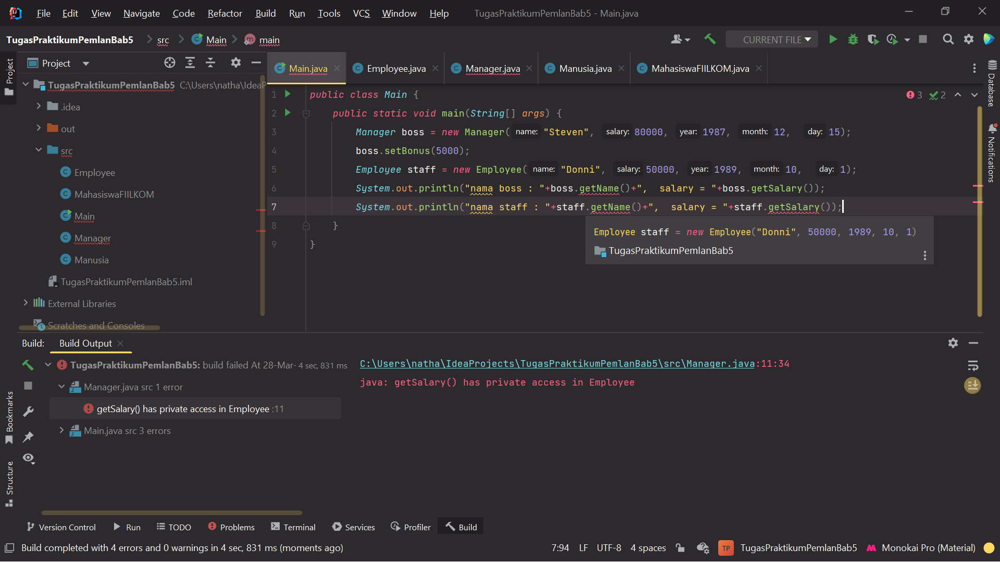 File Edit View Navigate Code Refactor Build Run Tools VCS Window Help TugasPraktikumPemlanBab5 - Main.java
TugasPraktikumPemlanBab5 src Main main CURRENT FILE
Project
Main.java Employee.java Manager.java Manusia.java MahasiswaFIILKOM.java
Project
TugasPraktikumPemlanBab5 C:\Users\natha\IdeaP
.idea
out
src
Employee
MahasiswaFIILKOM
Main
Manager
Manusia
TugasPraktikumPemlanBab5.iml
External Libraries
Scratches and Consoles
1 public class Main {
2 public static void main(String[] args) {
3 Manager boss = new Manager( name: "Steven", salary: 80000, year: 1987, month: 12, day: 15);
4 boss.setBonus(5000);
5 Employee staff = new Employee( name: "Donni", salary: 50000, year: 1989, month: 10, day: 1);
6 System.out.println("nama boss : "+boss.getName()+", salary = "+boss.getSalary());
7 System.out.println("nama staff : "+staff.getName()+", salary = "+staff.getSalary());
8 }
9 }
3 2
Employee staff = new Employee("Donni", 50000, 1989, 10, 1)
TugasPraktikumPemlanBab5
Database
Notifications
Build: Build Output
TugasPraktikumPemlanBab5: build failed At 28-Mar- 4 sec, 831 ms
Manager.java src 1 error
getSalary() has private access in Employee :11
Main.java src 3 errors
C:\Users\natha\IdeaProjects\TugasPraktikumPemlanBab5\src\Manager.java:11:34
java: getSalary() has private access in Employee
Bookmarks
Structure
Version Control Run TODO Problems Terminal Services Profiler Build
Build completed with 4 errors and 0 warnings in 4 sec, 831 ms (moments ago) 7:94 LF UTF-8 4 spaces TP TugasPraktikumPemlanBab5 Monokai Pro (Material)